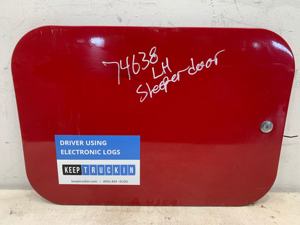 74638
LH
Sleeper door
DRIVER USING
ELECTRONIC LOGS
KEEP TRUCKIN